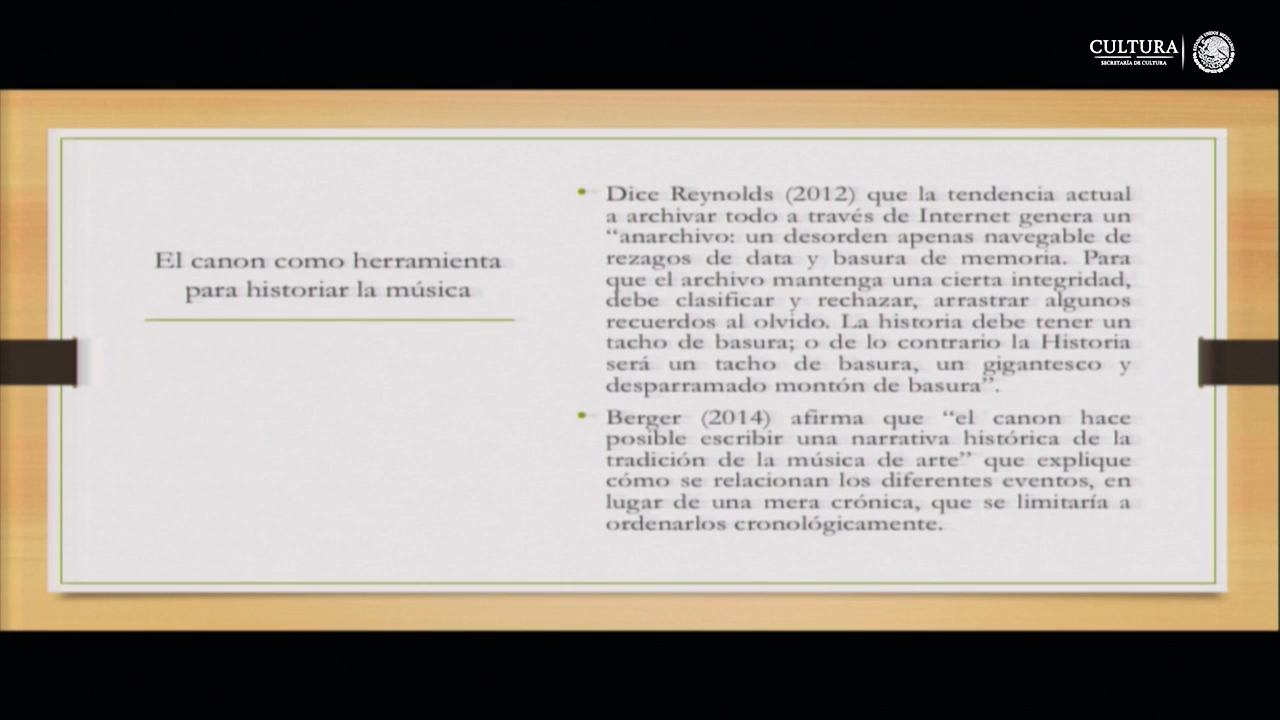 CULTURA
SECRETARÍA DE CULTURA
ESTADOS UNIDOS MEXICANOS
El canon como herramienta
para historiar la música
• Dice Reynolds (2012) que la tendencia actual
a archivar todo a través de Internet genera un
“anarchivo: un desorden apenas navegable de
rezagos de data y basura de memoria. Para
que el archivo mantenga una cierta integridad,
debe clasificar y rechazar, arrastrar algunos
recuerdos al olvido. La historia debe tener un
tacho de basura; o de lo contrario la Historia
será un tacho de basura, un gigantesco y
desparramado montón de basura”.
• Berger (2014) afirma que “el canon hace
posible escribir una narrativa histórica de la
tradición de la música de arte” que explique
cómo se relacionan los diferentes eventos, en
lugar de una mera crónica, que se limitaría a
ordenarlos cronológicamente.